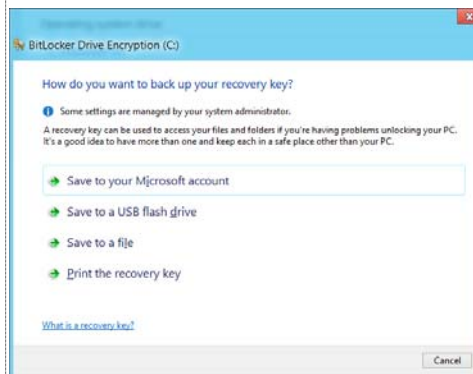 BitLocker Drive Encryption (C:)
How do you want to back up your recovery key?
Some settings are managed by your system administrator.
A recovery key can be used to access your files and folders if you're having problems unlocking your PC.
It's a good idea to have more than one and keep each in a safe place other than your PC.
Save to your Microsoft account
Save to a USB flash drive
Save to a file
Print the recovery key
What is a recovery key?
Cancel